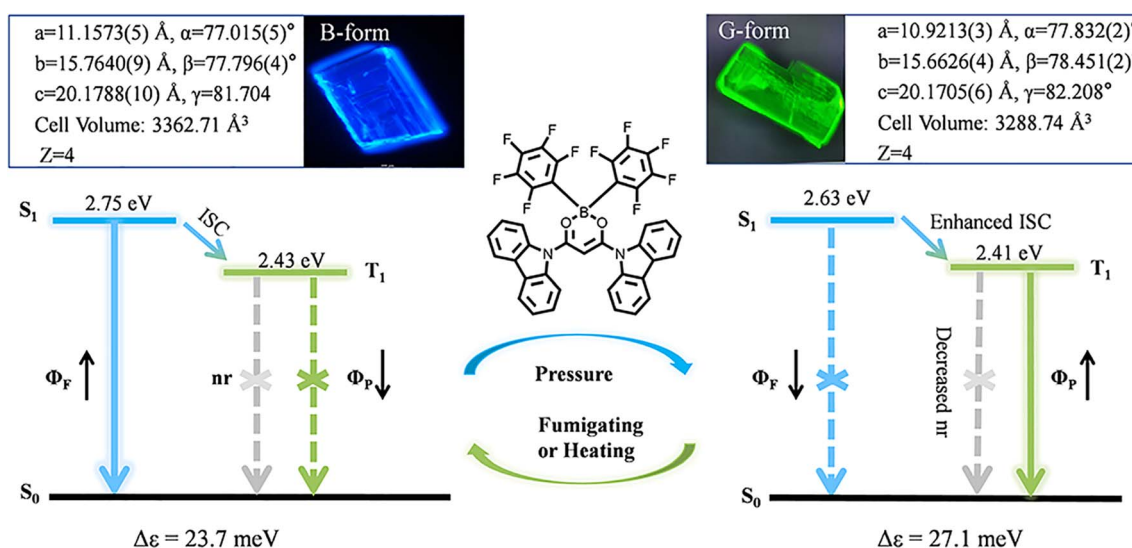 a=11.1573(5) Å, α=77.015(5)°
b=15.7640(9) Å, β=77.796(4)°
c=20.1788(10) Å, γ=81.704
Cell Volume: 3362.71 Å³
Z=4
B-form
G-form
a=10.9213(3) Å, α=77.832(2)°
b=15.6626(4) Å, β=78.451(2)
c=20.1705(6) Å, γ=82.208°
Cell Volume: 3288.74 Å³
Z=4
F F F F F F F F F F
B
O O
N N
S₁
2.75 eV
ISC
2.43 eV
T₁
Φ_F
nr
Φ_P
S₀
Δε = 23.7 meV
Pressure
Fumigating
or Heating
S₁
2.63 eV
Enhanced ISC
2.41 eV
T₁
Φ_F
Decreased nr
Φ_P
S₀
Δε = 27.1 meV